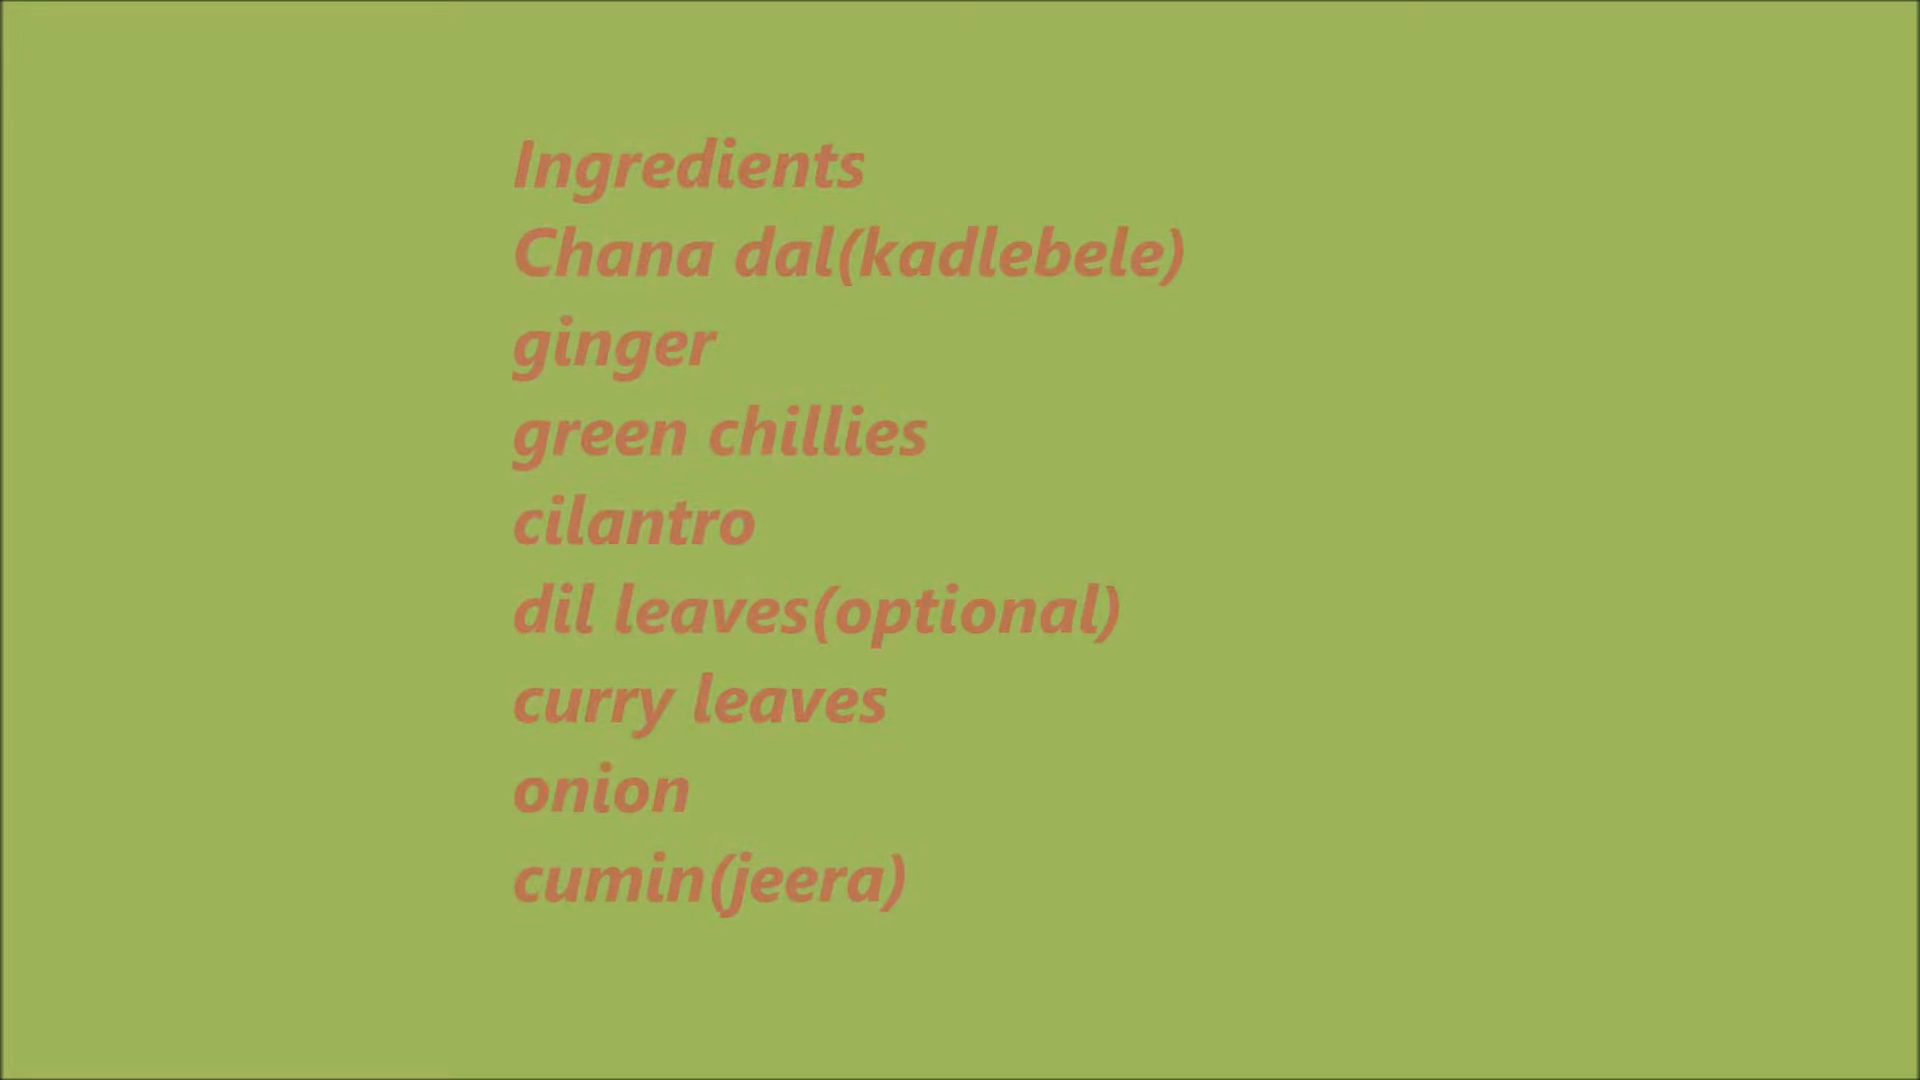 Ingredients
Chana dal(kadlebele)
ginger
green chillies
cilantro
dil leaves(optional)
curry leaves
onion
cumin(jeera)